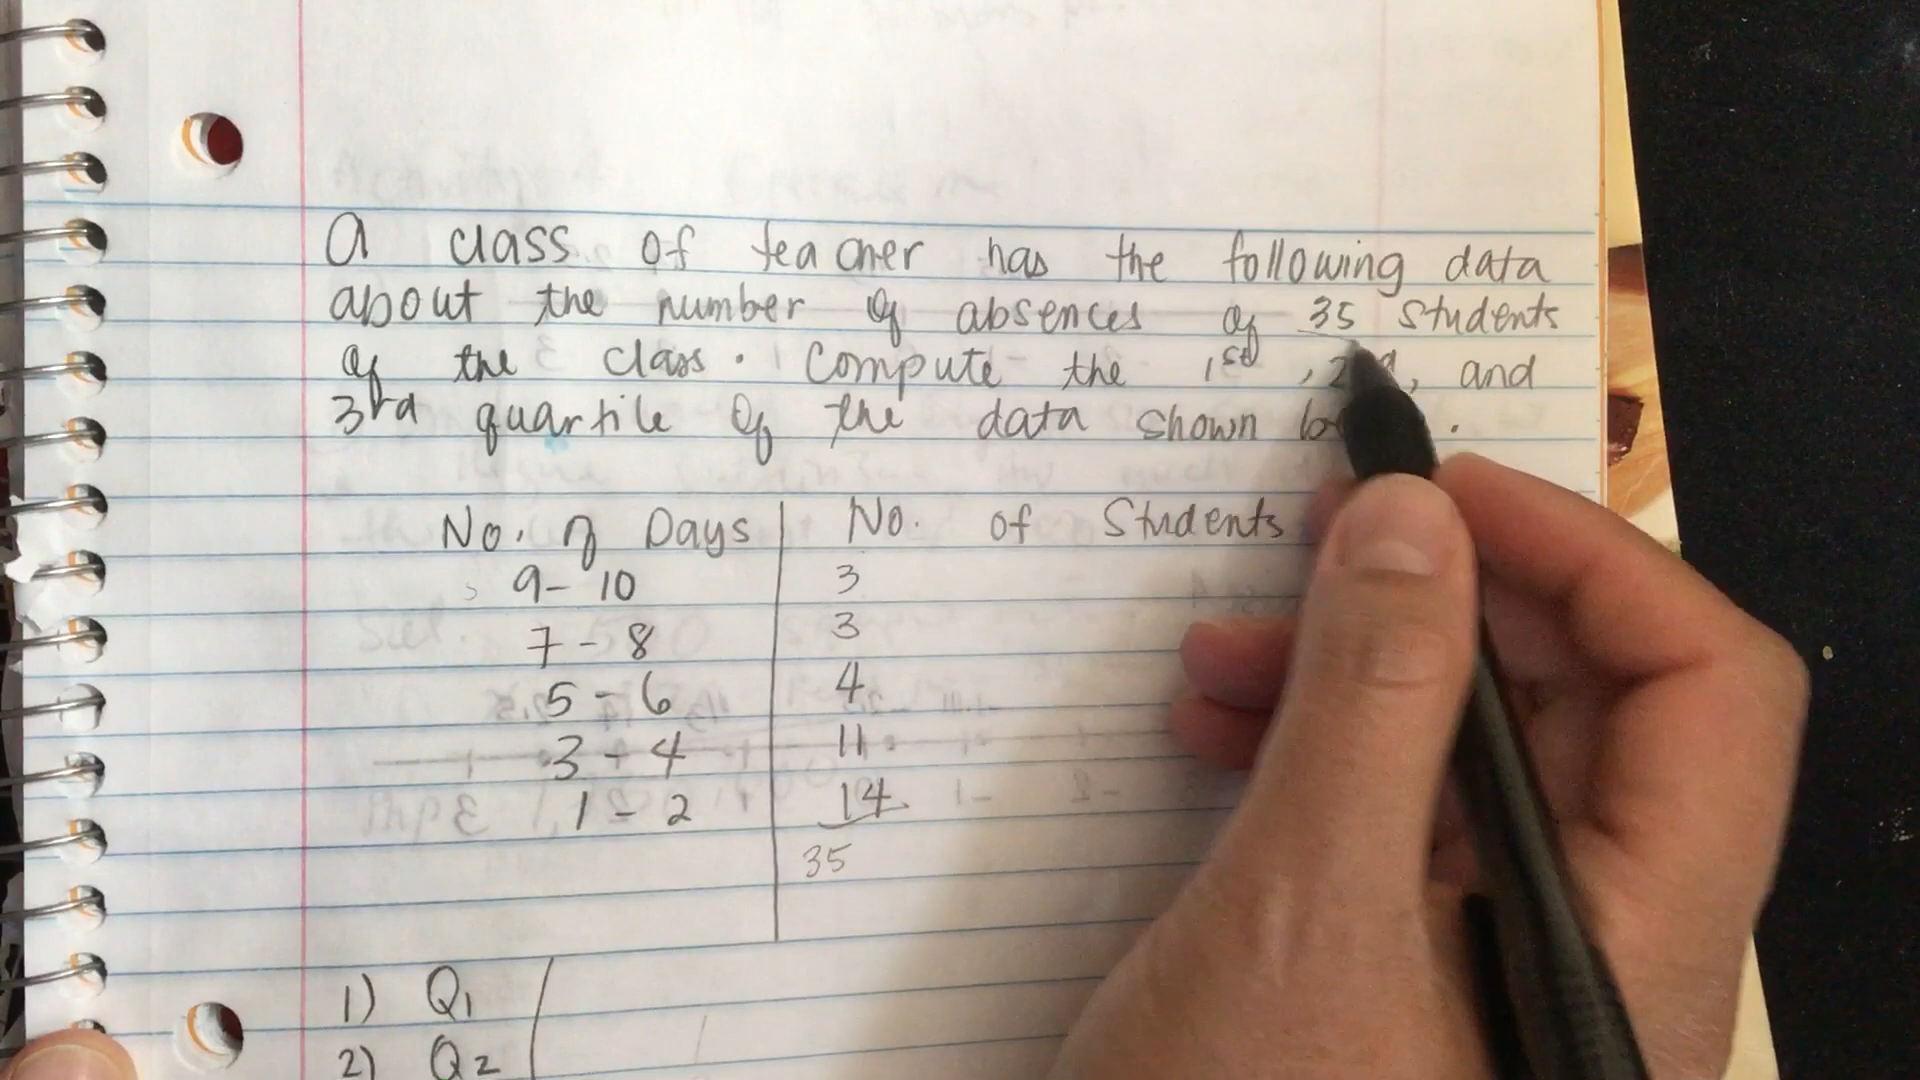 A class of teacher has the following data
about the number of absences of 35 students
of the class. Compute the 1st, 2 and
3rd quartile of the data shown
No. of Days No. of Students
9 - 10 3
7 - 8 3
5 - 6 4
3 - 4 11
1 - 2 14
35
1) Q1
2) Q2